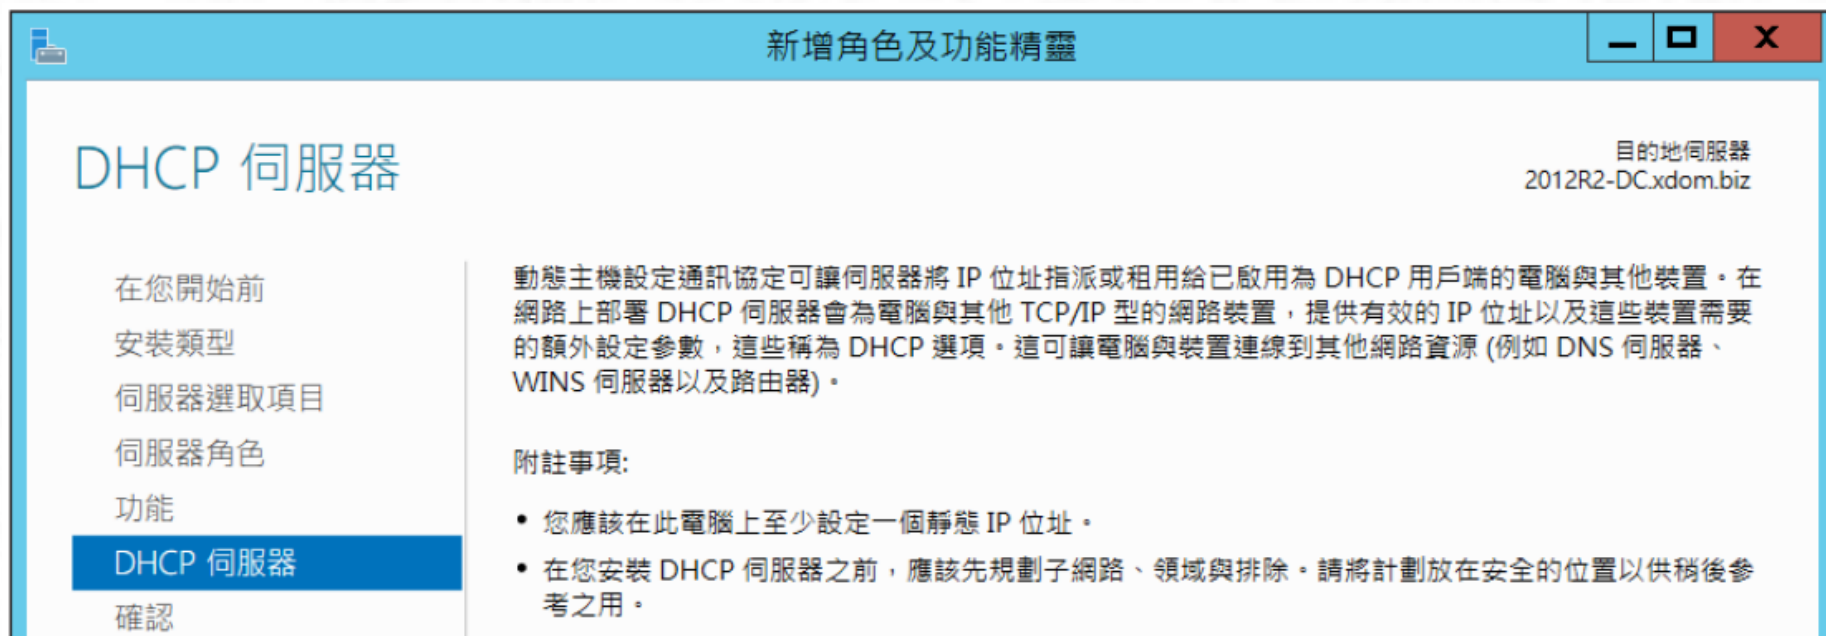 新增角色及功能精靈
DHCP 伺服器
目的地伺服器
2012R2-DC.xdom.biz
在您開始前
安裝類型
伺服器選取項目
伺服器角色
功能
DHCP 伺服器
確認
動態主機設定通訊協定可讓伺服器將 IP 位址指派或租用給已啟用為 DHCP 用戶端的電腦與其他裝置。在
網路上部署 DHCP 伺服器會為電腦與其他 TCP/IP 型的網路裝置，提供有效的 IP 位址以及這些裝置需要
的額外設定參數，這些稱為 DHCP 選項。這可讓電腦與裝置連線到其他網路資源 (例如 DNS 伺服器、
WINS 伺服器以及路由器)。
附註事項:
• 您應該在此電腦上至少設定一個靜態 IP 位址。
• 在您安裝 DHCP 伺服器之前，應該先規劃子網路、領域與排除。請將計劃放在安全的位置以供稍後參
考之用。